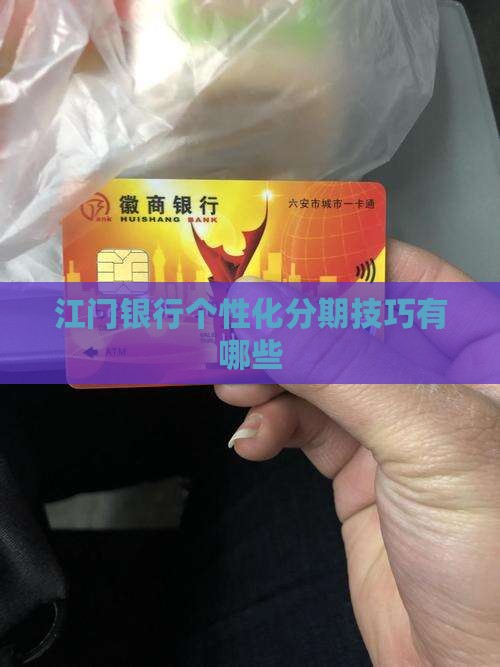 徽商银行
HUISHANG BANK
六安市城市一卡通
江门银行个性化分期技巧有
哪些
ATM